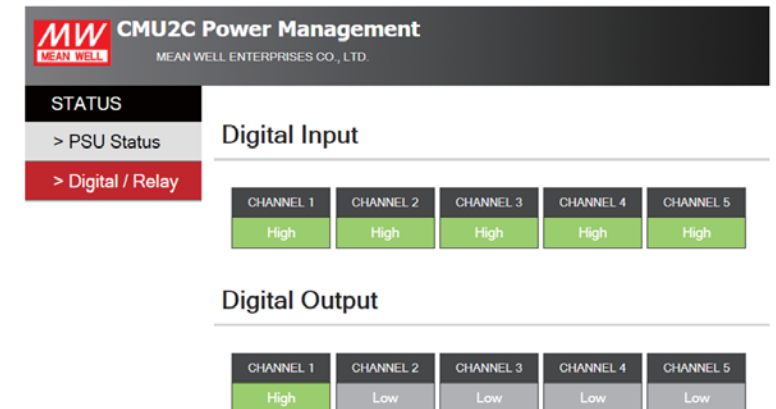 MW
MEAN WELL
CMU2C Power Management
MEAN WELL ENTERPRISES CO., LTD.
STATUS
> PSU Status
> Digital / Relay
Digital Input
CHANNEL 1 CHANNEL 2 CHANNEL 3 CHANNEL 4 CHANNEL 5
High High High High High
Digital Output
CHANNEL 1 CHANNEL 2 CHANNEL 3 CHANNEL 4 CHANNEL 5
High Low Low Low Low